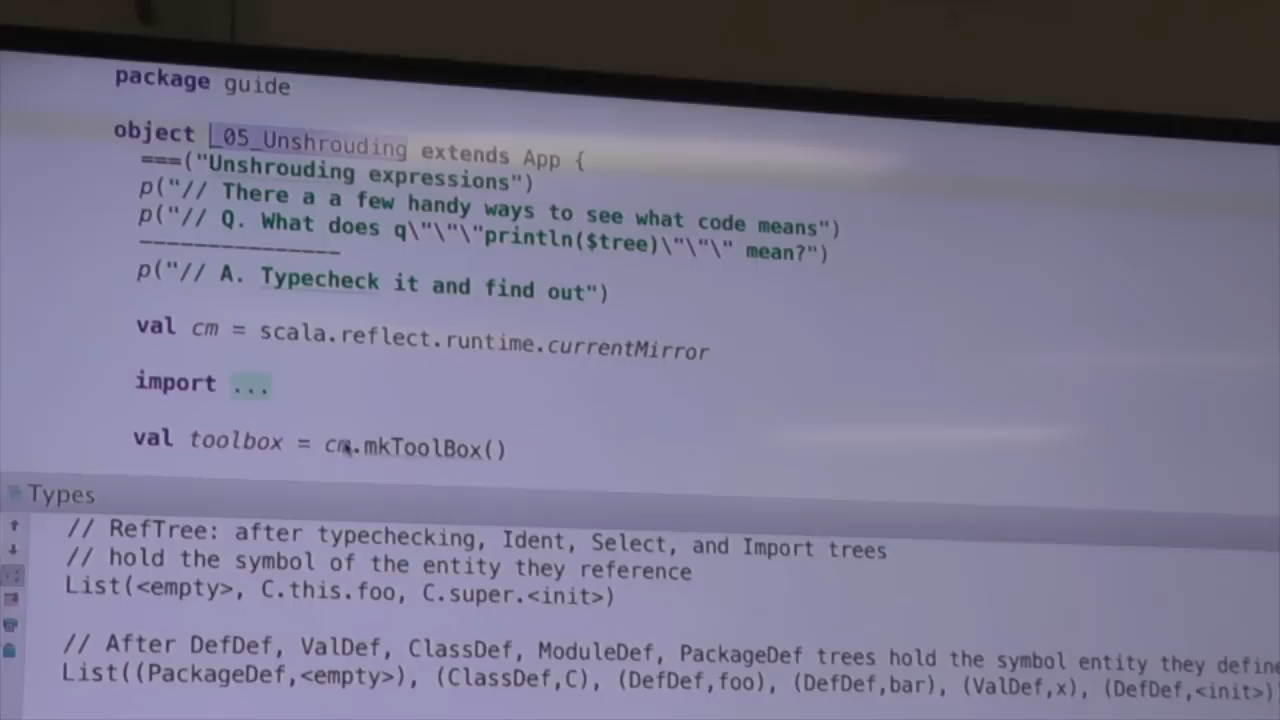 package guide
object _05_Unshrouding extends App {
===("Unshrouding expressions")
p("// There a a few handy ways to see what code means")
p("// Q. What does q\"\"\"println($tree)\"\"\" mean?")
---------------
p("// A. Typecheck it and find out")
val cm = scala.reflect.runtime.currentMirror
import ...
val toolbox = cm.mkToolBox()
Types
// RefTree: after typechecking, Ident, Select, and Import trees
// hold the symbol of the entity they reference
List(<empty>, C.this.foo, C.super.<init>)
// After DefDef, ValDef, ClassDef, ModuleDef, PackageDef trees hold the symbol entity they define
List((PackageDef,<empty>), (ClassDef,C), (DefDef,foo), (DefDef,bar), (ValDef,x), (DefDef,<init>)